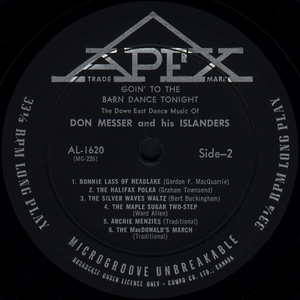 APEX
TRADE MARK
GOIN' TO THE
BARN DANCE TONIGHT
The Down East Dance Music Of
DON MESSER and his ISLANDERS
AL-1620
(MG-225)
Side-2
1. BONNIE LASS OF HEADLAKE (Gordon F. MacQuarrie)
2. THE HALIFAX POLKA (Graham Townsend)
3. THE SILVER WAVES WALTZ (Bert Buckingham)
4. THE MAPLE SUGAR TWO-STEP
(Ward Allen)
5. ARCHIE MENZIES (Traditional)
6. THE MacDONALD'S MARCH
(Traditional)
33⅓ RPM LONG PLAY
33⅓ RPM LONG PLAY
MICROGROOVE UNBREAKABLE
BROADCAST UNDER LICENCE ONLY - COMPO CO. LTD., CANADA